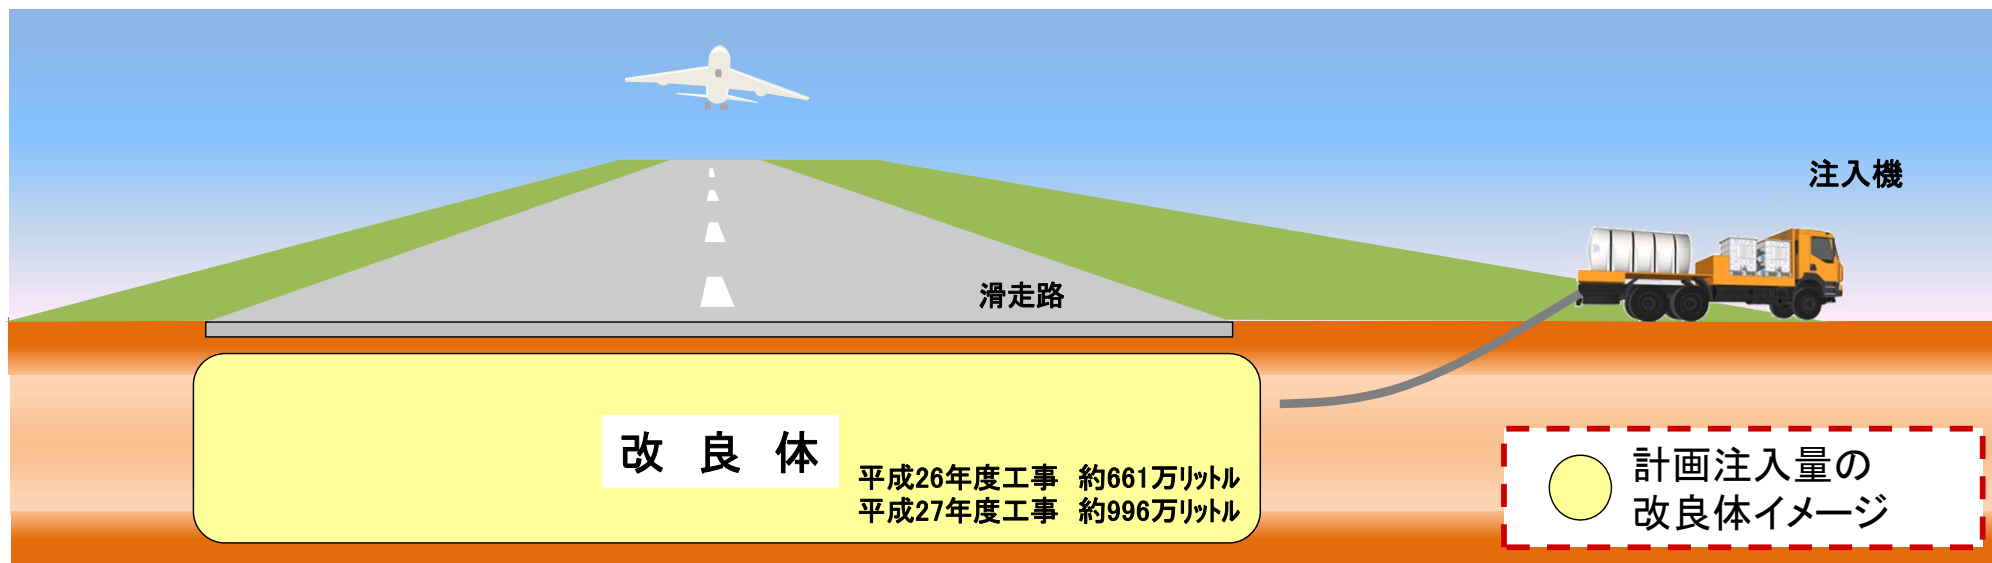 注入機
滑走路
改 良 体
平成26年度工事 約661万ﾘｯﾄﾙ
平成27年度工事 約996万ﾘｯﾄﾙ
計画注入量の
改良体イメージ